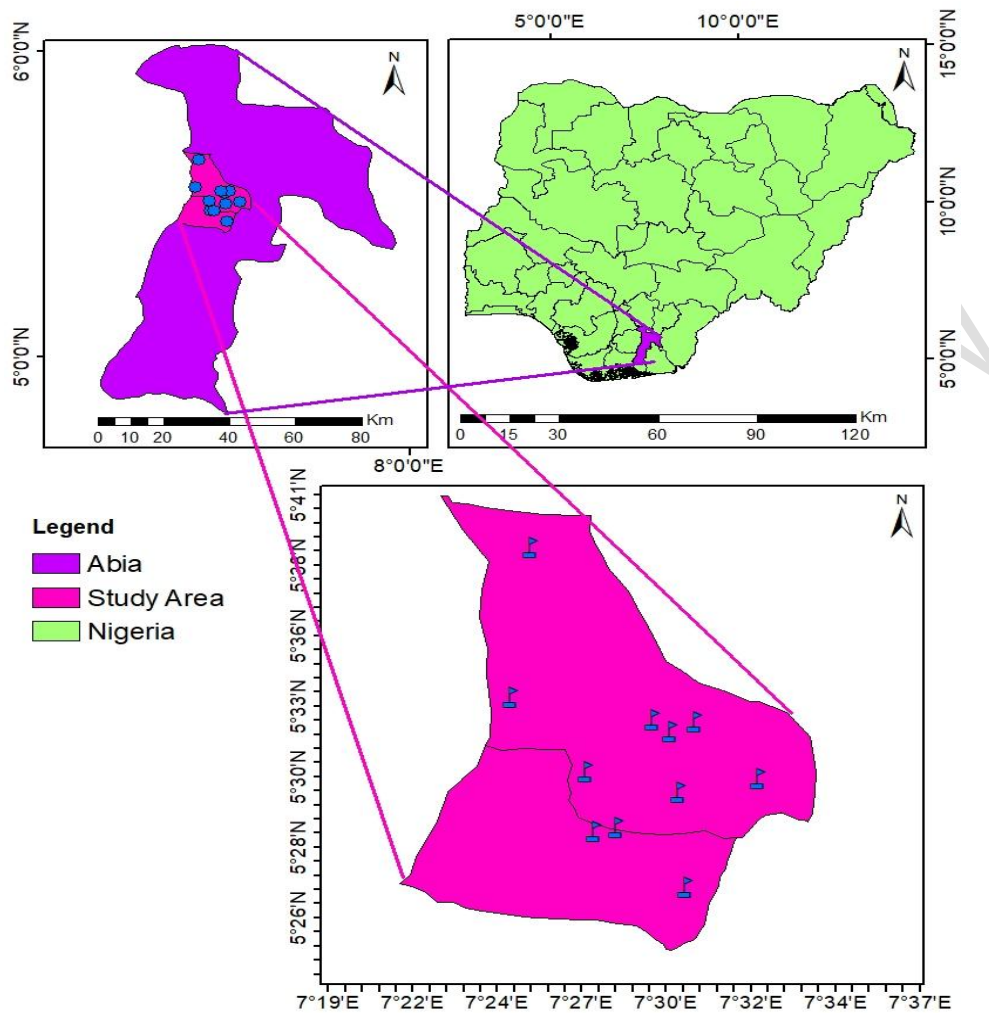 5°0'0"E 10°0'0"E
6°0'0"N
5°0'0"N
N
Km
0 10 20 40 60 80
8°0'0"E
N
15°0'0"N
10°0'0"N
5°0'0"N
Km
0 15 30 60 90 120
Legend
Abia
Study Area
Nigeria
N
5°41'N
5°38'N
5°36'N
5°33'N
5°30'N
5°28'N
5°26'N
7°19'E 7°22'E 7°24'E 7°27'E 7°30'E 7°32'E 7°34'E 7°37'E